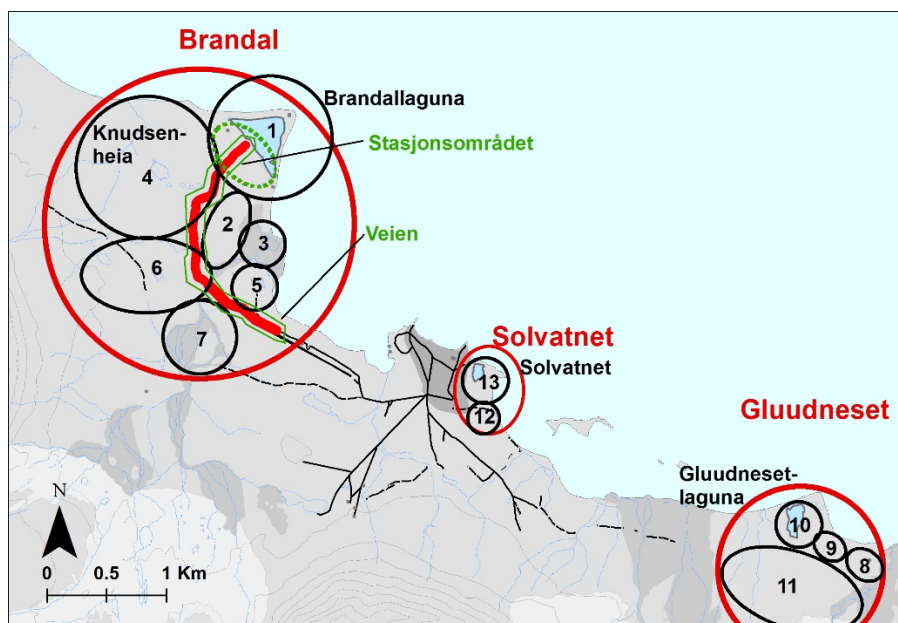 Brandal
Brandallaguna
1
Stasjonsområdet
Knudsen-
heia
4
2
3
Veien
6
5
7
Solvatnet
Solvatnet
13
12
Gluudneset
Gluudneset-
laguna
10
9
8
11
N
0 0.5 1 Km